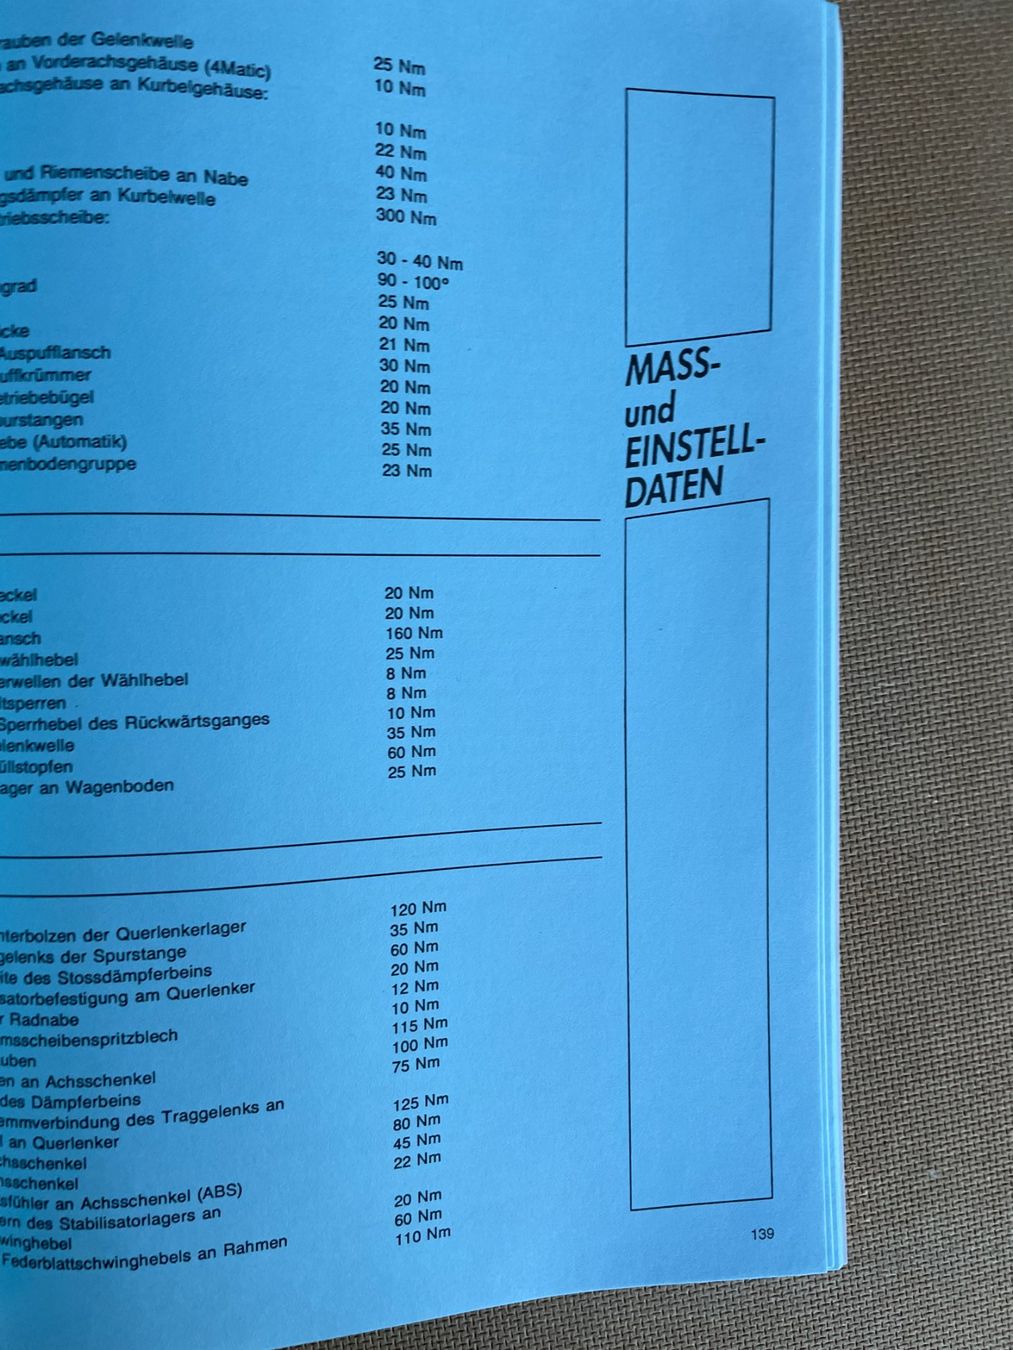 rauben der Gelenkwelle
an Vorderachsgehäuse (4Matic) 25 Nm
achsgehäuse an Kurbelgehäuse: 10 Nm
10 Nm
22 Nm
und Riemenscheibe an Nabe 40 Nm
gsdämpfer an Kurbelwelle 23 Nm
triebsscheibe: 300 Nm
30 - 40 Nm
grad 90 - 100°
25 Nm
cke 20 Nm
Auspufflansch 21 Nm
uffkrümmer 30 Nm
etriebebügel 20 Nm
purstangen 20 Nm
ebe (Automatik) 35 Nm
menbodengruppe 25 Nm
23 Nm
eckel 20 Nm
ckel 20 Nm
ansch 160 Nm
wählhebel 25 Nm
erwellen der Wählhebel 8 Nm
ltsperren 8 Nm
Sperrhebel des Rückwärtsganges 10 Nm
elenkwelle 35 Nm
üllstopfen 60 Nm
ager an Wagenboden 25 Nm
120 Nm
nterbolzen der Querlenkerlager 35 Nm
gelenks der Spurstange 60 Nm
ite des Stossdämpferbeins 20 Nm
satorbefestigung am Querlenker 12 Nm
r Radnabe 10 Nm
msscheibenspritzblech 115 Nm
uben 100 Nm
en an Achsschenkel 75 Nm
des Dämpferbeins
emmverbindung des Traggelenks an 125 Nm
l an Querlenker 80 Nm
chsschenkel 45 Nm
hsschenkel 22 Nm
sfühler an Achsschenkel (ABS)
ern des Stabilisatorlagers an 20 Nm
winghebel 60 Nm
Federblattschwinghebels an Rahmen 110 Nm
MASS-
und
EINSTELL-
DATEN
139